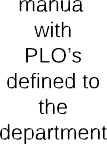 manua
with
PLO's
defined to
the
department